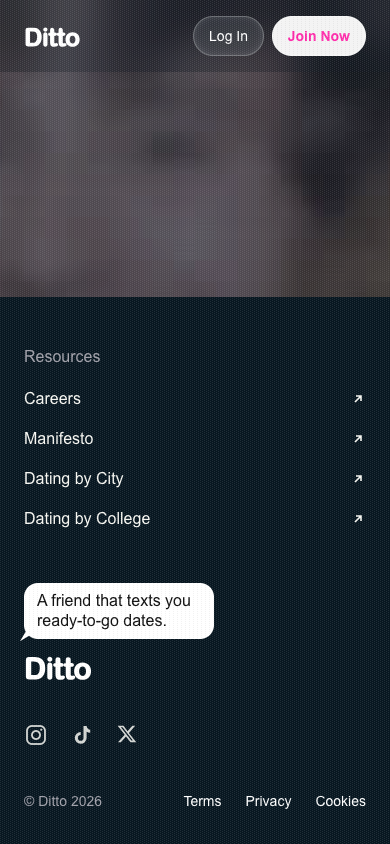 Ditto
Log In
Join Now
Resources
Careers
Manifesto
Dating by City
Dating by College
A friend that texts you
ready-to-go dates.
Ditto
© Ditto 2026
Terms
Privacy
Cookies